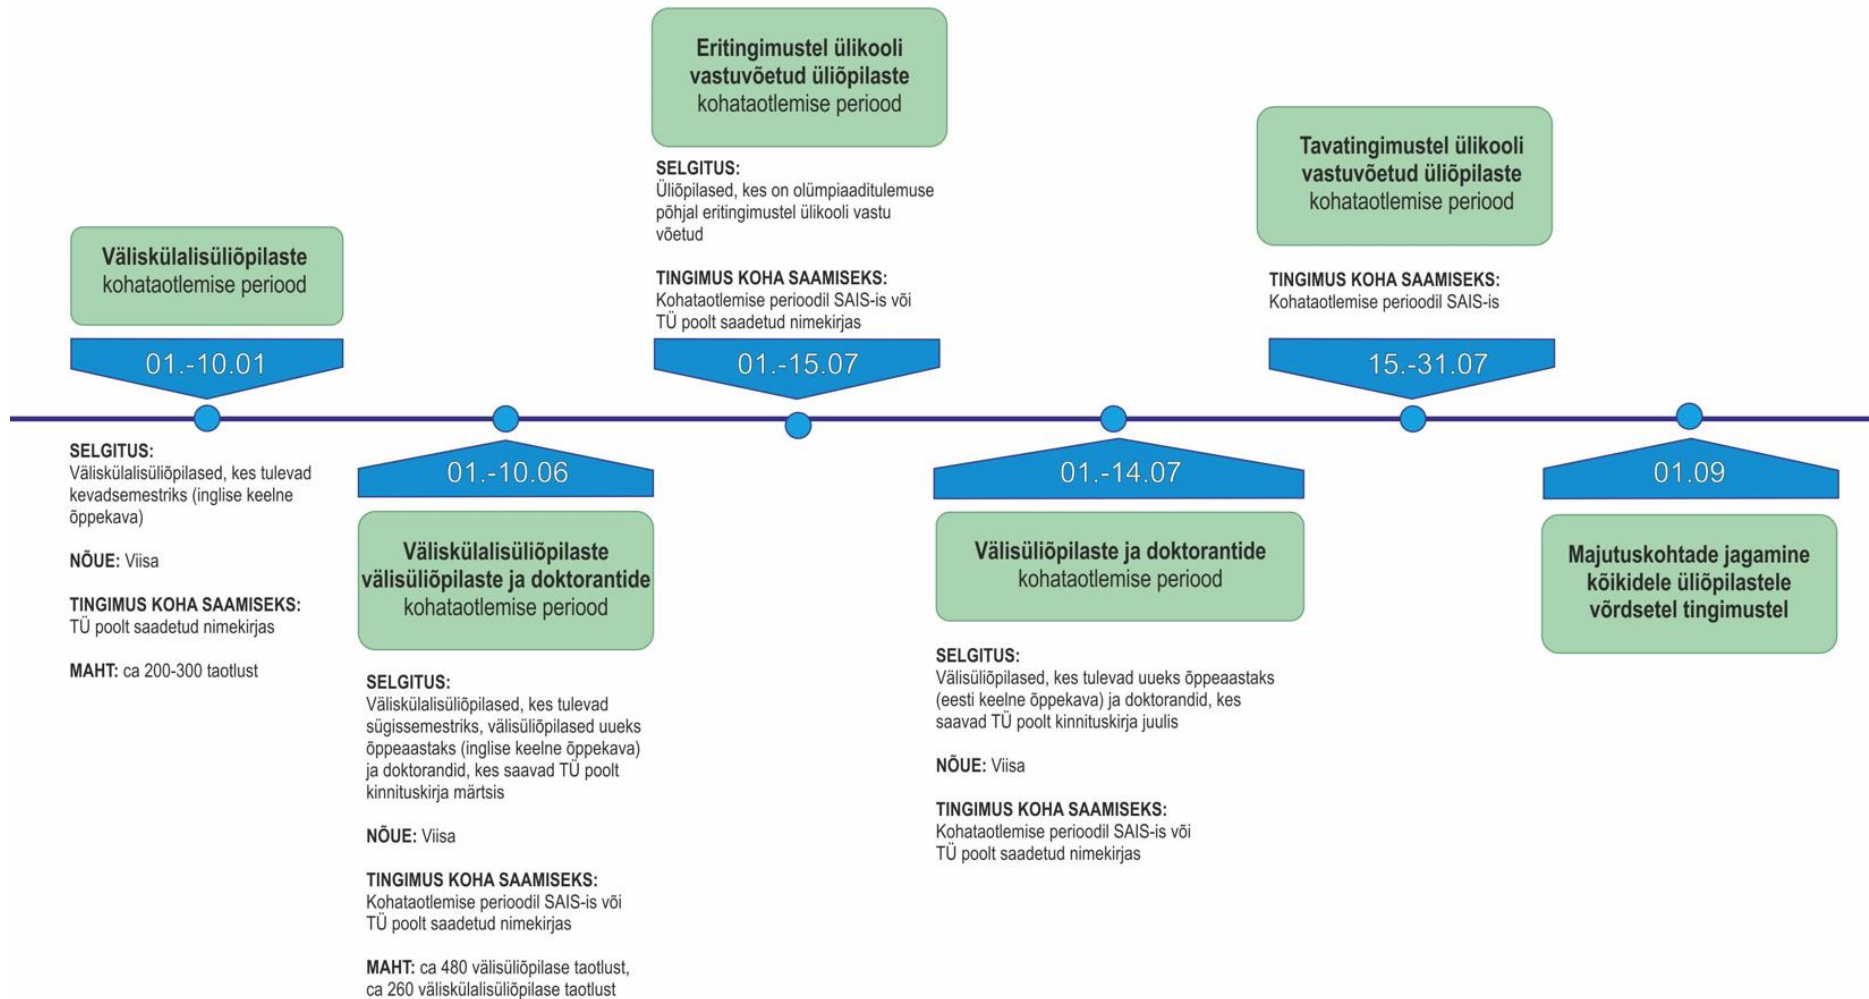 Väliskülalisüliõpilaste
kohataotlemise periood
01.-10.01
SELGITUS:
Väliskülalisüliõpilased, kes tulevad
kevadsemestriks (inglise keelne
õppekava)
NÕUE: Viisa
TINGIMUS KOHA SAAMISEKS:
TÜ poolt saadetud nimekirjas
MAHT: ca 200-300 taotlust
01.-10.06
Väliskülalisüliõpilaste
välisüliõpilaste ja doktorantide
kohataotlemise periood
SELGITUS:
Väliskülalisüliõpilased, kes tulevad
sügissemestriks, välisüliõpilased uueks
õppeaastaks (inglise keelne õppekava)
ja doktorandid, kes saavad TÜ poolt
kinnituskirja märtsis
NÕUE: Viisa
TINGIMUS KOHA SAAMISEKS:
Kohataotlemise perioodil SAIS-is või
TÜ poolt saadetud nimekirjas
MAHT: ca 480 välisüliõpilase taotlust,
ca 260 väliskülalisüliõpilase taotlust
Eritingimustel ülikooli
vastuvõetud üliõpilaste
kohataotlemise periood
SELGITUS:
Üliõpilased, kes on olümpiaaditulemuse
põhjal eritingimustel ülikooli vastu
võetud
TINGIMUS KOHA SAAMISEKS:
Kohataotlemise perioodil SAIS-is või
TÜ poolt saadetud nimekirjas
01.-15.07
01.-14.07
Välisüliõpilaste ja doktorantide
kohataotlemise periood
SELGITUS:
Välisüliõpilased, kes tulevad uueks õppeaastaks
(eesti keelne õppekava) ja doktorandid, kes
saavad TÜ poolt kinnituskirja juulis
NÕUE: Viisa
TINGIMUS KOHA SAAMISEKS:
Kohataotlemise perioodil SAIS-is või
TÜ poolt saadetud nimekirjas
Tavatingimustel ülikooli
vastuvõetud üliõpilaste
kohataotlemise periood
TINGIMUS KOHA SAAMISEKS:
Kohataotlemise perioodil SAIS-is
15.-31.07
01.09
Majutuskohtade jagamine
kõikidele üliõpilastele
võrdsetel tingimustel